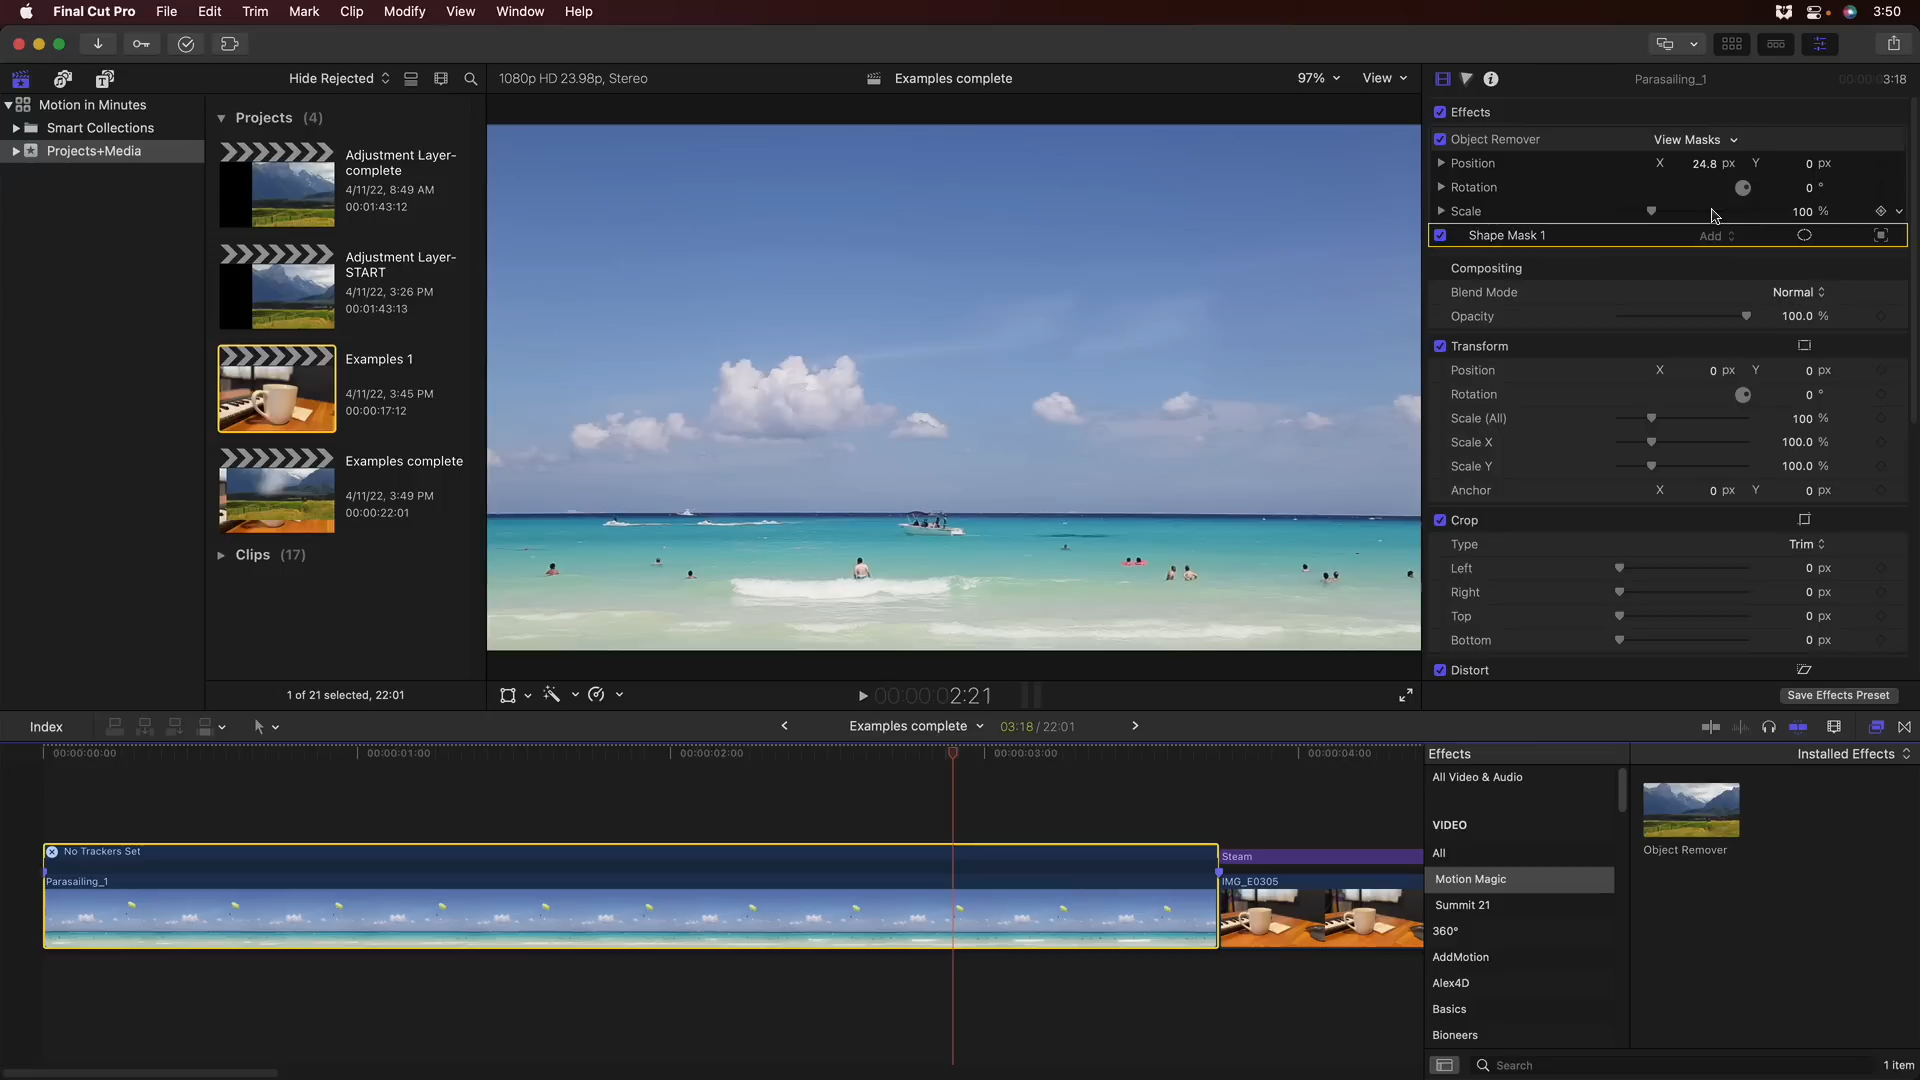 Final Cut Pro File Edit Trim Mark Clip Modify View Window Help 3:50
Hide Rejected
1080p HD 23.98p, Stereo
Examples complete
97% View
Parasailing_1
3:18
Motion in Minutes
Smart Collections
Projects+Media
Projects (4)
Adjustment Layer-
complete
4/11/22, 8:49 AM
00:01:43:12
Adjustment Layer-
START
4/11/22, 3:26 PM
00:01:43:13
Examples 1
4/11/22, 3:45 PM
00:00:17:12
Examples complete
4/11/22, 3:49 PM
00:00:22:01
Clips (17)
1 of 21 selected, 22:01
00:00:02:21
Effects
Object Remover View Masks
Position X 24.8 px Y 0 px
Rotation 0 °
Scale 100 %
Shape Mask 1 Add
Compositing
Blend Mode Normal
Opacity 100.0 %
Transform
Position X 0 px Y 0 px
Rotation 0 °
Scale (All) 100 %
Scale X 100.0 %
Scale Y 100.0 %
Anchor X 0 px Y 0 px
Crop
Type Trim
Left 0 px
Right 0 px
Top 0 px
Bottom 0 px
Distort
Save Effects Preset
Index
Examples complete 03:18 / 22:01
00:00:00:00 00:00:01:00 00:00:02:00 00:00:03:00 00:00:04:00
No Trackers Set
Parasailing_1
Steam
IMG_E0305
Effects Installed Effects
All Video & Audio
VIDEO
All
Motion Magic
Summit 21
360°
AddMotion
Alex4D
Basics
Bioneers
Object Remover
Search
1 item